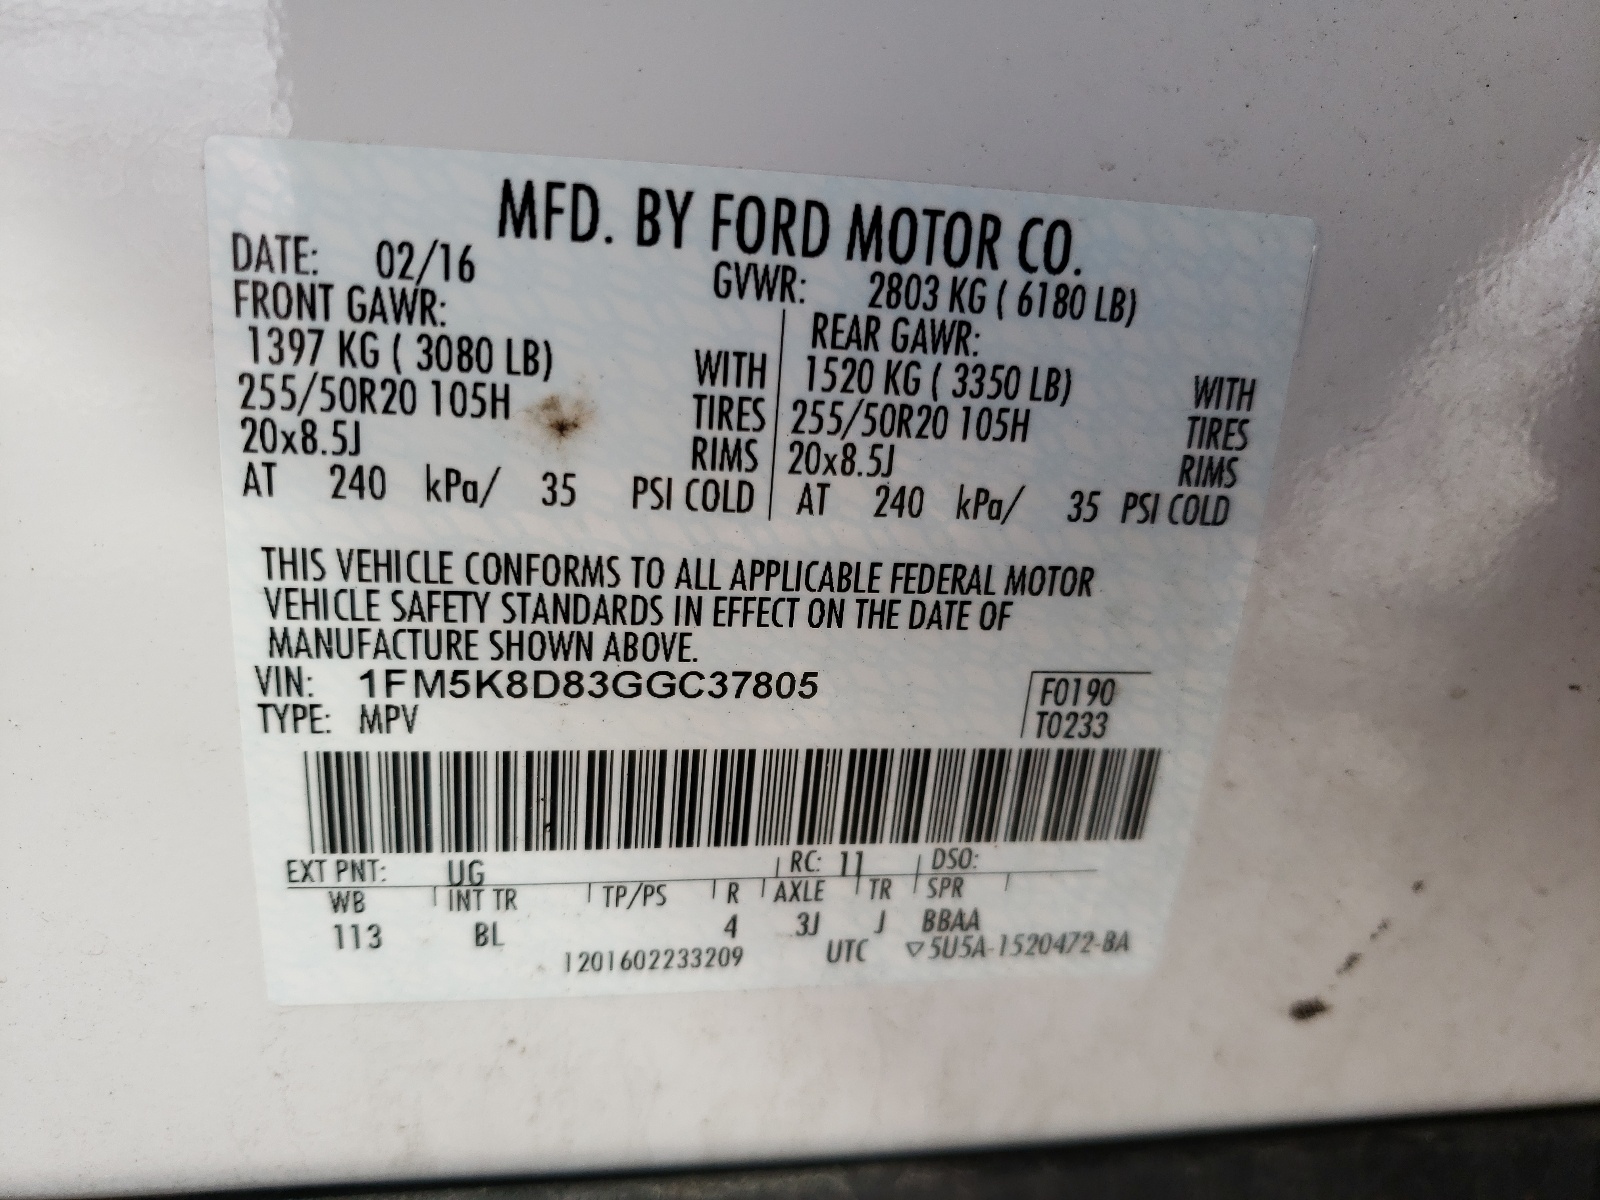 MFD. BY FORD MOTOR CO.
DATE: 02/16 GVWR: 2803 KG ( 6180 LB)
FRONT GAWR: REAR GAWR:
1397 KG ( 3080 LB) WITH 1520 KG ( 3350 LB) WITH
255/50R20 105H TIRES 255/50R20 105H TIRES
20x8.5J RIMS 20x8.5J RIMS
AT 240 kPa/ 35 PSI COLD AT 240 kPa/ 35 PSI COLD
THIS VEHICLE CONFORMS TO ALL APPLICABLE FEDERAL MOTOR
VEHICLE SAFETY STANDARDS IN EFFECT ON THE DATE OF
MANUFACTURE SHOWN ABOVE.
VIN: 1FM5K8D83GGC37805 F0190
TYPE: MPV T0233
EXT PNT: UG RC: 11 DSO:
WB INT TR TP/PS R AXLE TR SPR
113 BL 4 3J J BBAA
1201602233209 UTC ▽5U5A-1520472-BA